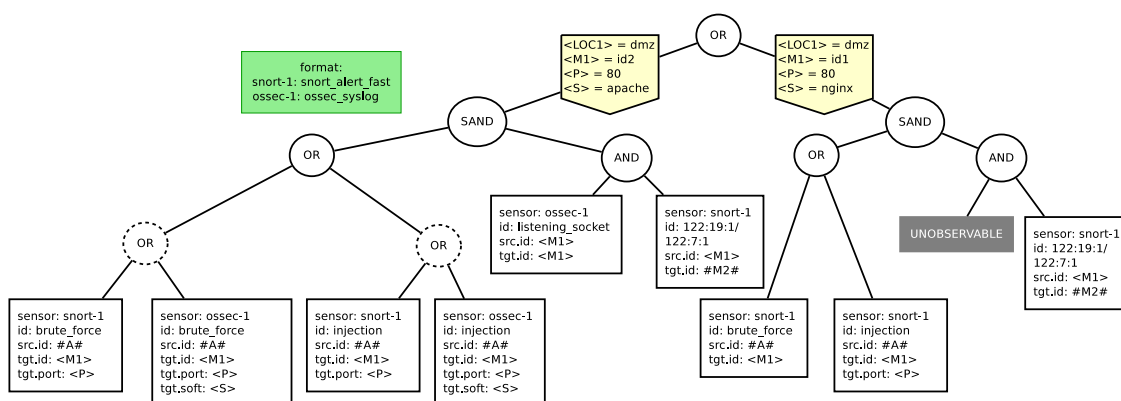 OR
<LOC1> = dmz
<M1> = id2
<P> = 80
<S> = apache
<LOC1> = dmz
<M1> = id1
<P> = 80
<S> = nginx
format:
snort-1: snort_alert_fast
ossec-1: ossec_syslog
SAND
SAND
OR
AND
OR
AND
sensor: ossec-1
id: listening_socket
src.id: <M1>
tgt.id: <M1>
sensor: snort-1
id: 122:19:1/
122:7:1
src.id: <M1>
tgt.id: #M2#
UNOBSERVABLE
sensor: snort-1
id: 122:19:1/
122:7:1
src.id: <M1>
tgt.id: #M2#
OR
OR
sensor: snort-1
id: brute_force
src.id: #A#
tgt.id: <M1>
tgt.port: <P>
sensor: ossec-1
id: brute_force
src.id: #A#
tgt.id: <M1>
tgt.port: <P>
tgt.soft: <S>
sensor: snort-1
id: injection
src.id: #A#
tgt.id: <M1>
tgt.port: <P>
sensor: ossec-1
id: injection
src.id: #A#
tgt.id: <M1>
tgt.port: <P>
tgt.soft: <S>
sensor: snort-1
id: brute_force
src.id: #A#
tgt.id: <M1>
sensor: snort-1
id: injection
src.id: #A#
tgt.id: <M1>
tgt.port: <P>